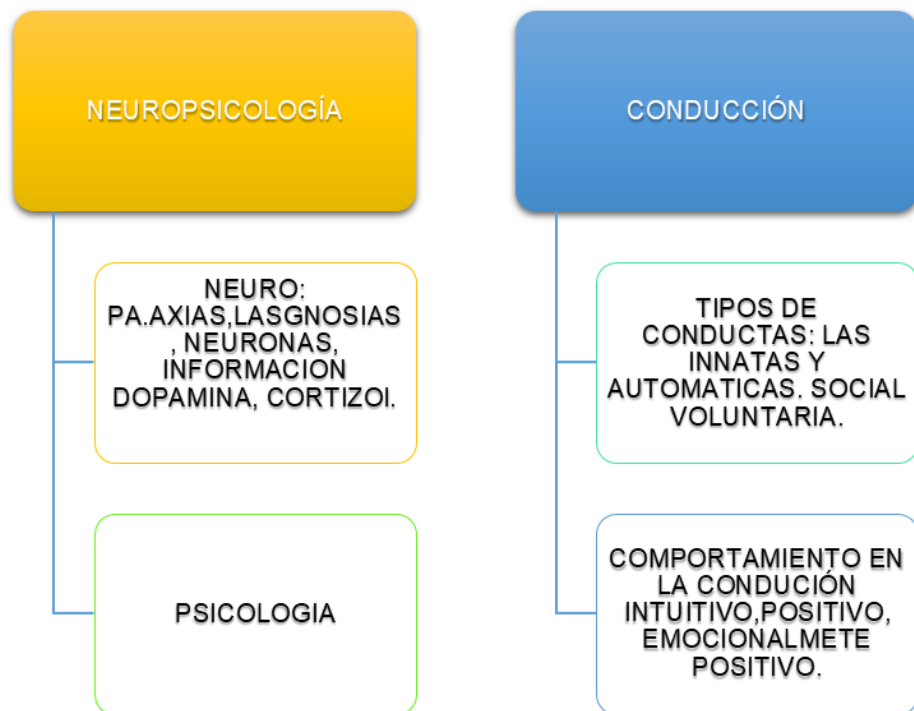 NEUROPSICOLOGÍA
NEURO:
PA.AXIAS,LASGNOSIAS
, NEURONAS,
INFORMACION
DOPAMINA, CORTIZOI.
PSICOLOGIA
CONDUCCIÓN
TIPOS DE
CONDUCTAS: LAS
INNATAS Y
AUTOMATICAS. SOCIAL
VOLUNTARIA.
COMPORTAMIENTO EN
LA CONDUCIÓN
INTUITIVO,POSITIVO,
EMOCIONALMETE
POSITIVO.